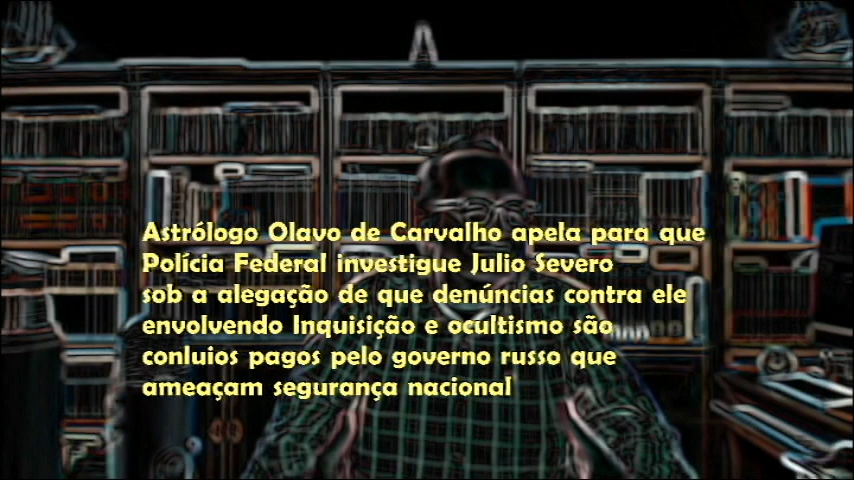 Astrólogo Olavo de Carvalho apela para que
Polícia Federal investigue Julio Severo
sob a alegação de que denúncias contra ele
envolvendo Inquisição e ocultismo são
conluios pagos pelo governo russo que
ameaçam segurança nacional